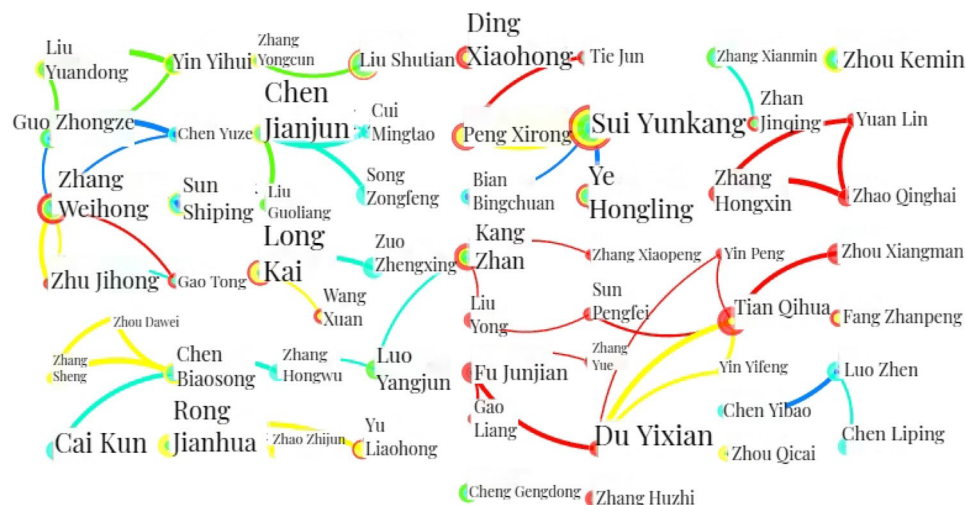 Liu
Yuandong
Yin Yihui
Zhang
Yongcun
Liu Shutian
Ding
Xiaohong
Tie Jun
Zhang Xianmin
Zhou Kemin
Guo Zhongze
Chen Yuze
Chen
Jianjun
Cui
Mingtao
Peng Xirong
Sui Yunkang
Zhan
Jinqing
Yuan Lin
Zhang
Weihong
Sun
Shiping
Liu
Guoliang
Song
Zongfeng
Bian
Bingchuan
Ye
Hongling
Zhang
Hongxin
Zhao Qinghai
Zhu Jihong
Gao Tong
Long
Kai
Zuo
Zhengxing
Kang
Zhan
Zhang Xiaopeng
Yin Peng
Zhou Xiangman
Wang
Xuan
Liu
Yong
Sun
Pengfei
Tian Qihua
Fang Zhanpeng
Zhou Dawei
Zhang
Sheng
Chen
Biaosong
Zhang
Hongwu
Luo
Yangjun
Fu Junjian
Zhang
Yue
Yin Yifeng
Luo Zhen
Cai Kun
Rong
Jianhua
Zhao Zhijun
Yu
Liaohong
Gao
Liang
Du Yixian
Chen Yibao
Zhou Qicai
Chen Liping
Cheng Gengdong
Zhang Huzhi